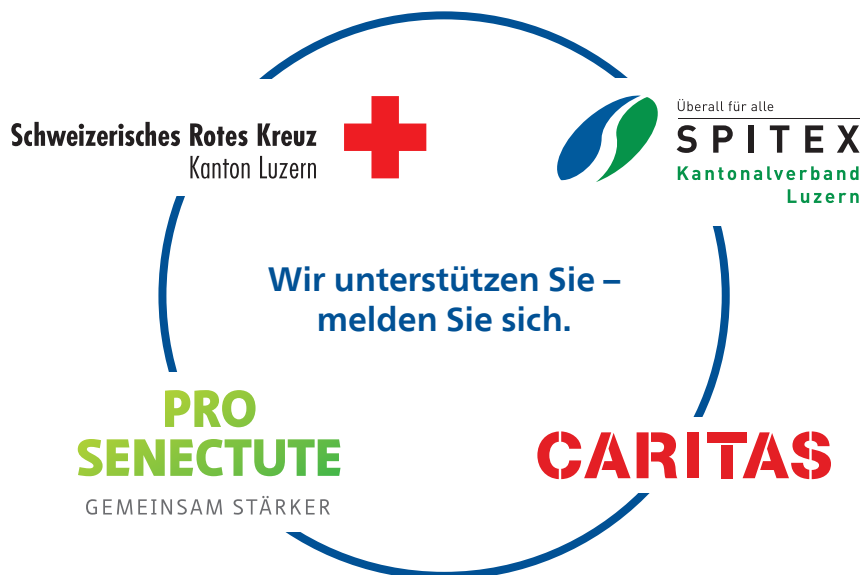 Schweizerisches Rotes Kreuz
Kanton Luzern
Überall für alle
SPITEX
Kantonalverband
Luzern
Wir unterstützen Sie –
melden Sie sich.
PRO
SENECTUTE
GEMEINSAM STÄRKER
CARITAS